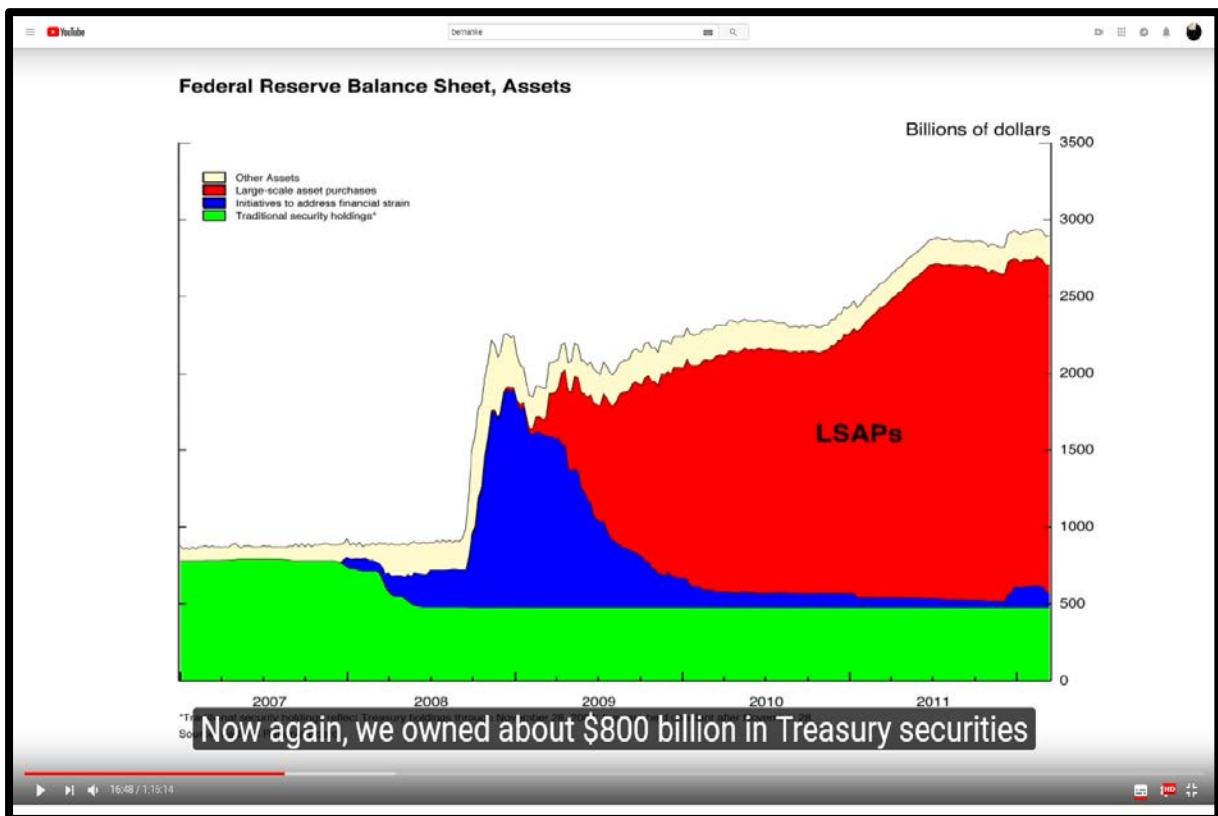 YouTube
bernanke
Federal Reserve Balance Sheet, Assets
Billions of dollars
Other Assets
Large-scale asset purchases
Initiatives to address financial strain
Traditional security holdings*
3500
3000
2500
2000
1500
1000
500
0
LSAPs
2007 2008 2009 2010 2011
Now again, we owned about $800 billion in Treasury securities
16:48 / 1:15:14
HD